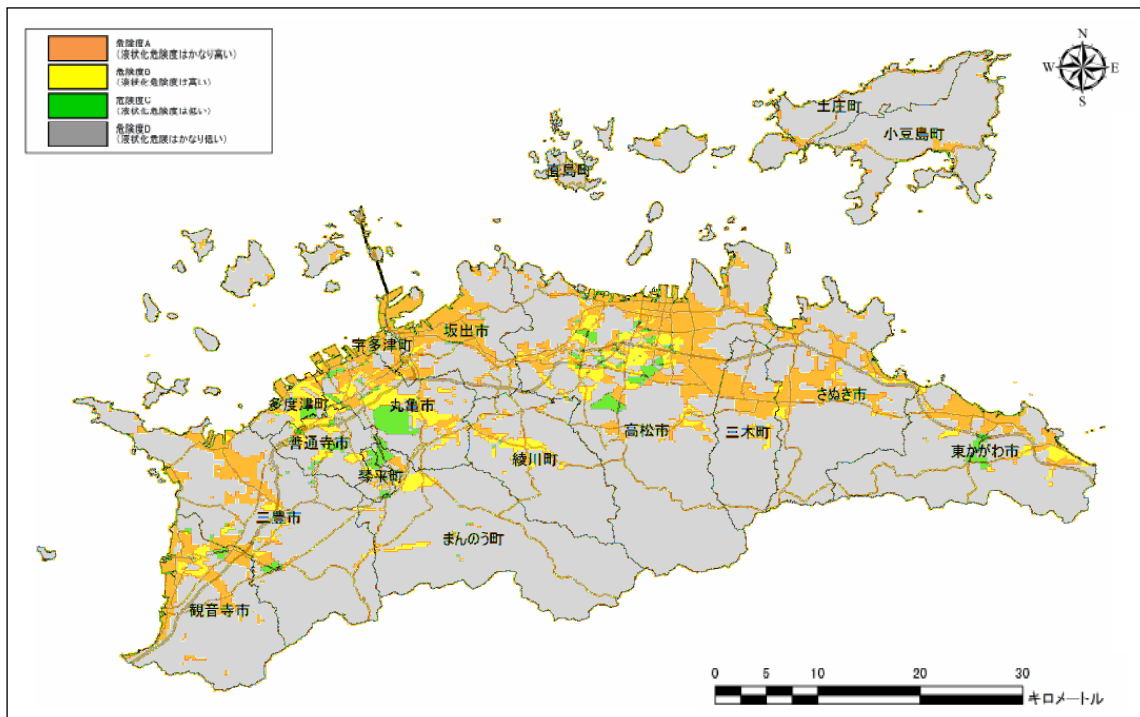 危険度A
(液状化危険度はかなり高い)
危険度B
(液状化危険度は高い)
危険度C
(液状化危険度は低い)
危険度D
(液状化危険はかなり低い)
N
W E
S
土庄町
小豆島町
直島町
坂出市
宇多津町
多度津町
丸亀市
さぬき市
善通寺市
高松市
三木町
綾川町
東かがわ市
琴平町
三豊市
まんのう町
観音寺市
0 5 10 20 30
キロメートル